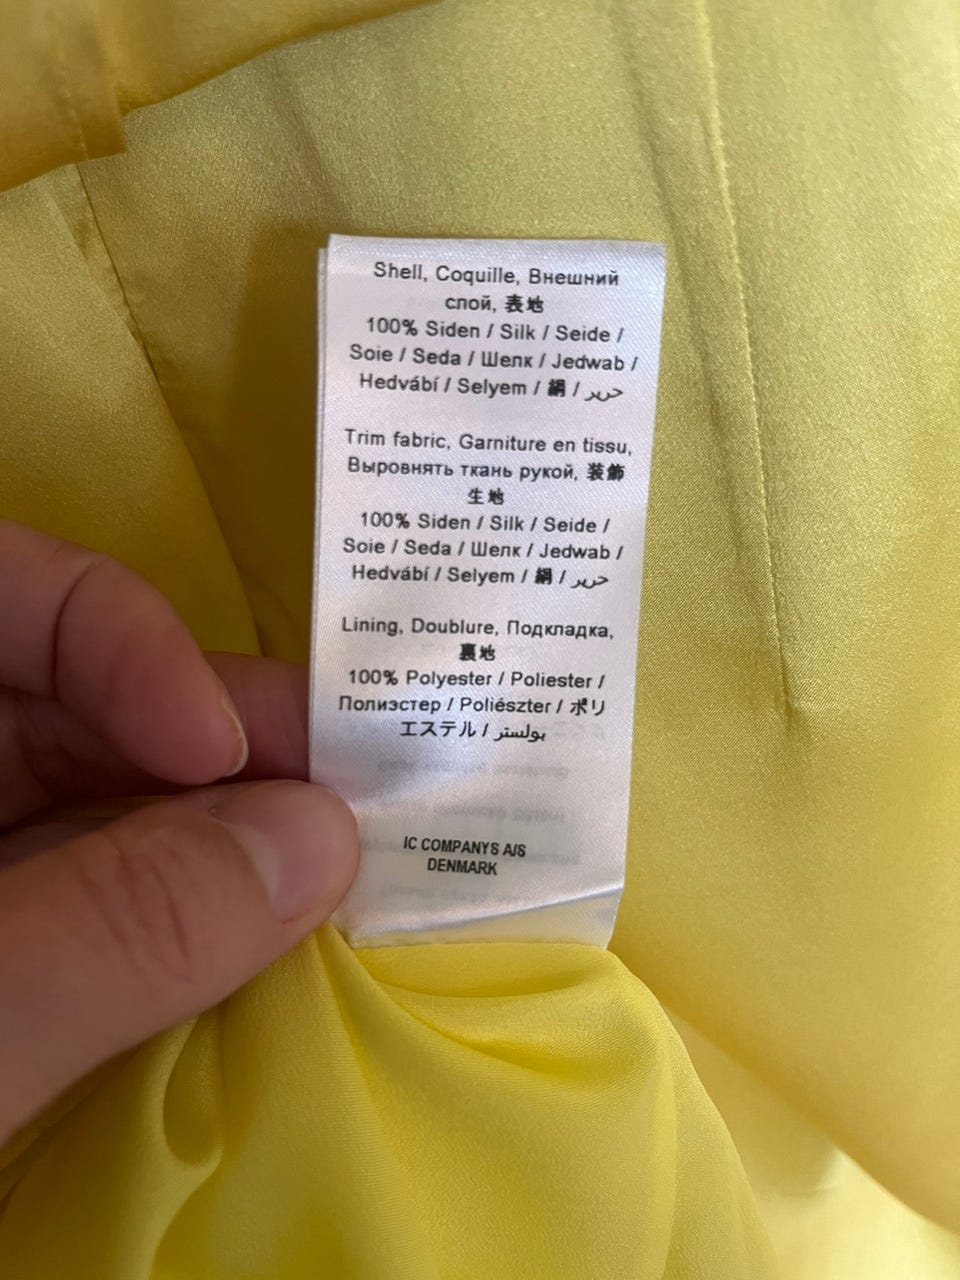 Shell, Coquille, Внешний
слой, 表地
100% Siden / Silk / Seide /
Soie / Seda / Шелк / Jedwab /
Hedvábí / Selyem / 絹 / حرير
Trim fabric, Garniture en tissu,
Выровнять ткань рукой, 装飾
生地
100% Siden / Silk / Seide /
Soie / Seda / Шелк / Jedwab /
Hedvábí / Selyem / 絹 / حرير
Lining, Doublure, Подкладка,
裏地
100% Polyester / Poliester /
Полиэстер / Poliészter / ポリ
エステル / بولستر
IC COMPANYS A/S
DENMARK